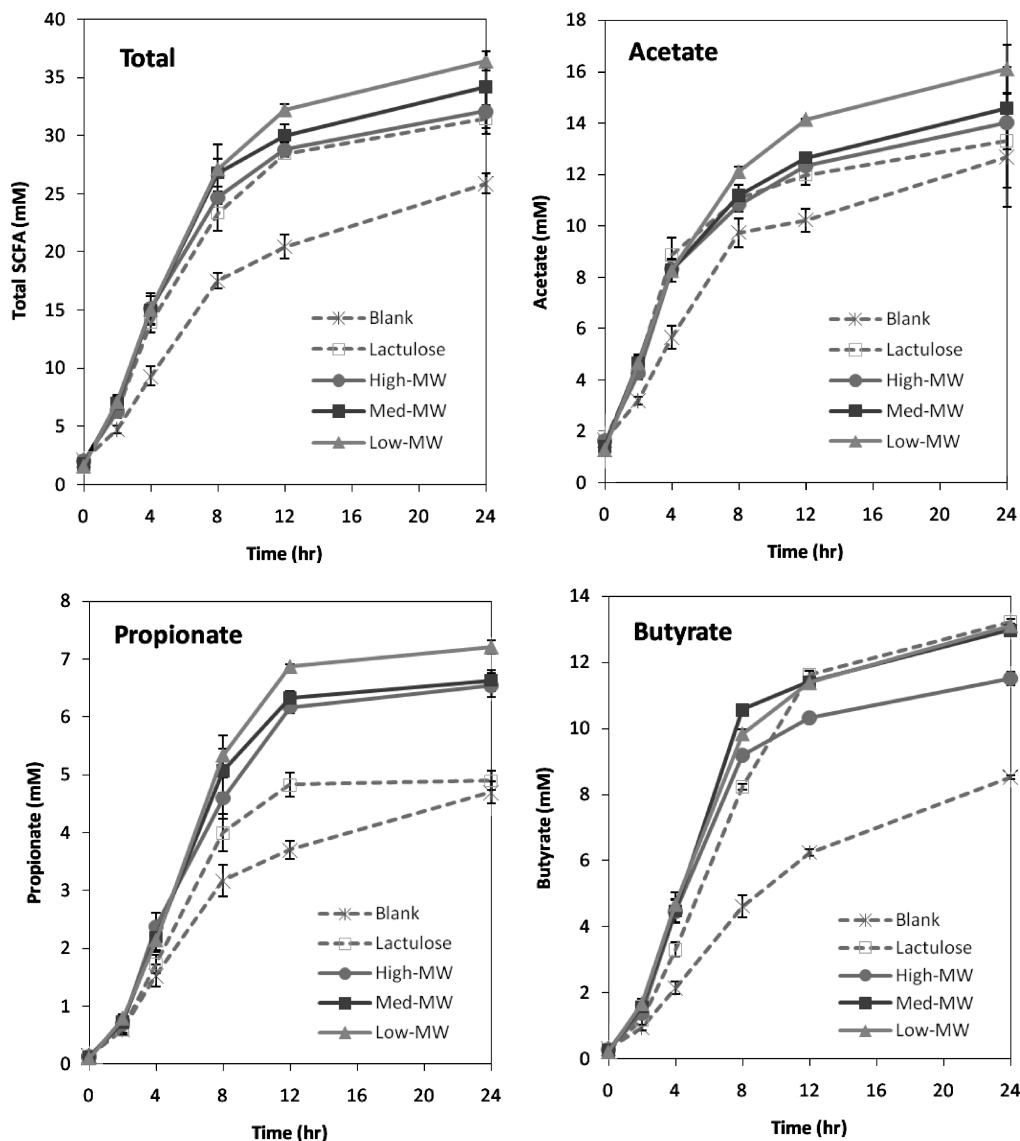 Total
Total SCFA (mM)
40
35
30
25
20
15
10
5
0
Blank
Lactulose
High-MW
Med-MW
Low-MW
0 4 8 12 16 20 24
Time (hr)
Acetate
Acetate (mM)
18
16
14
12
10
8
6
4
2
0
Blank
Lactulose
High-MW
Med-MW
Low-MW
0 4 8 12 16 20 24
Time (hr)
Propionate
Propionate (mM)
8
7
6
5
4
3
2
1
0
Blank
Lactulose
High-MW
Med-MW
Low-MW
0 4 8 12 16 20 24
Time (hr)
Butyrate
Butyrate (mM)
14
12
10
8
6
4
2
0
Blank
Lactulose
High-MW
Med-MW
Low-MW
0 4 8 12 16 20 24
Time (hr)